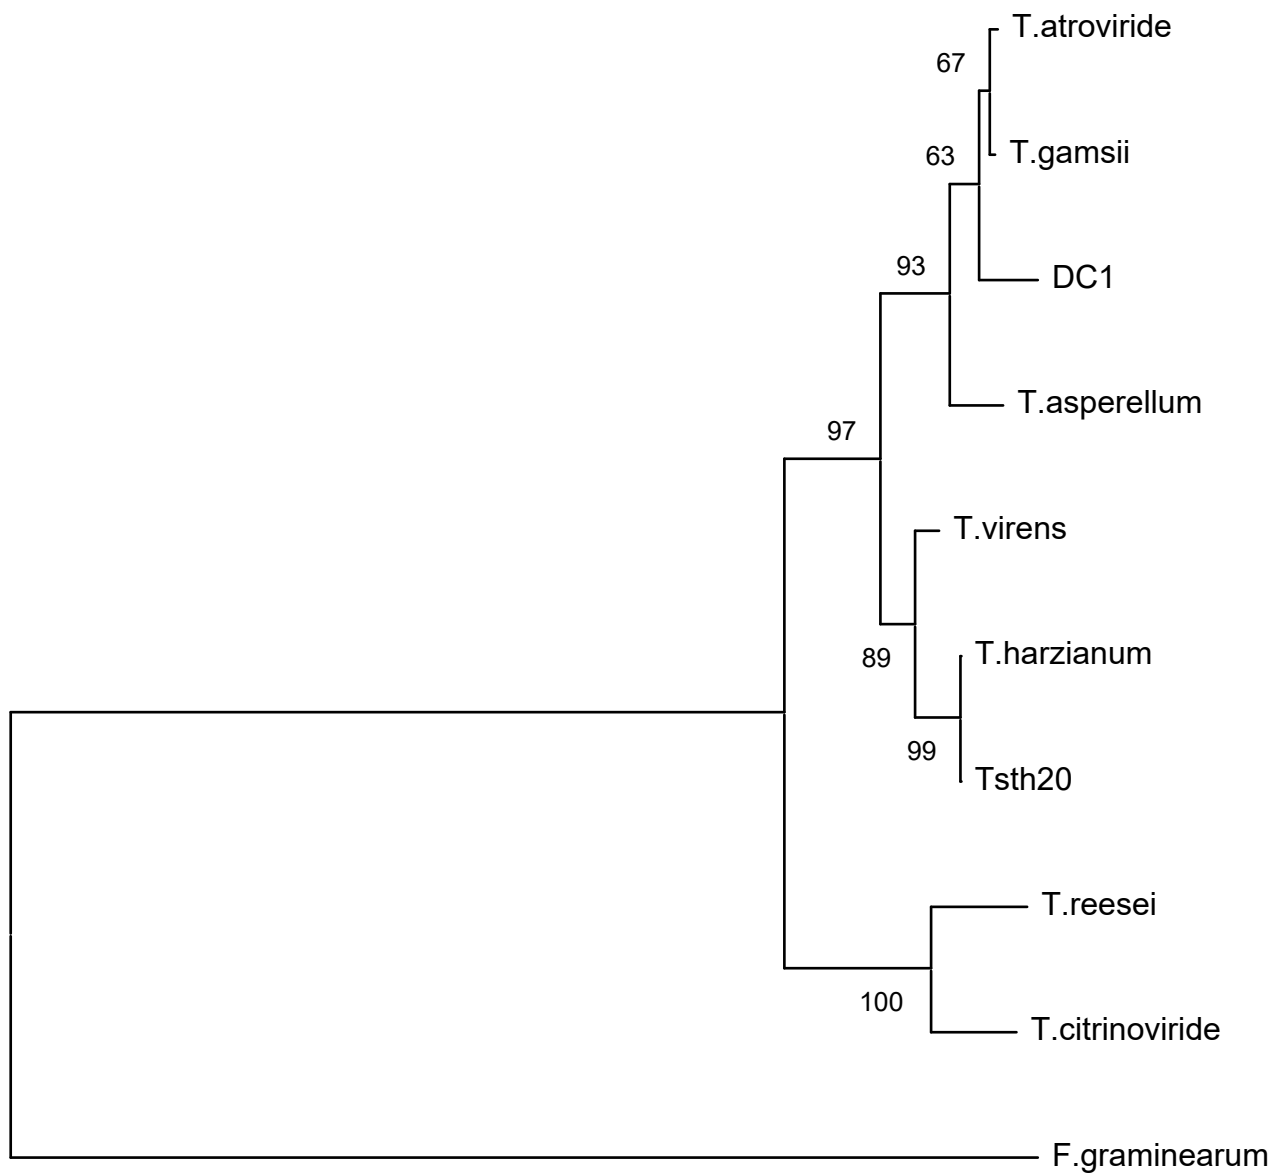 T.atroviride
67
T.gamsii
63
DC1
93
T.asperellum
97
T.virens
T.harzianum
89
99
Tsth20
T.reesei
100
T.citrinoviride
F.graminearum